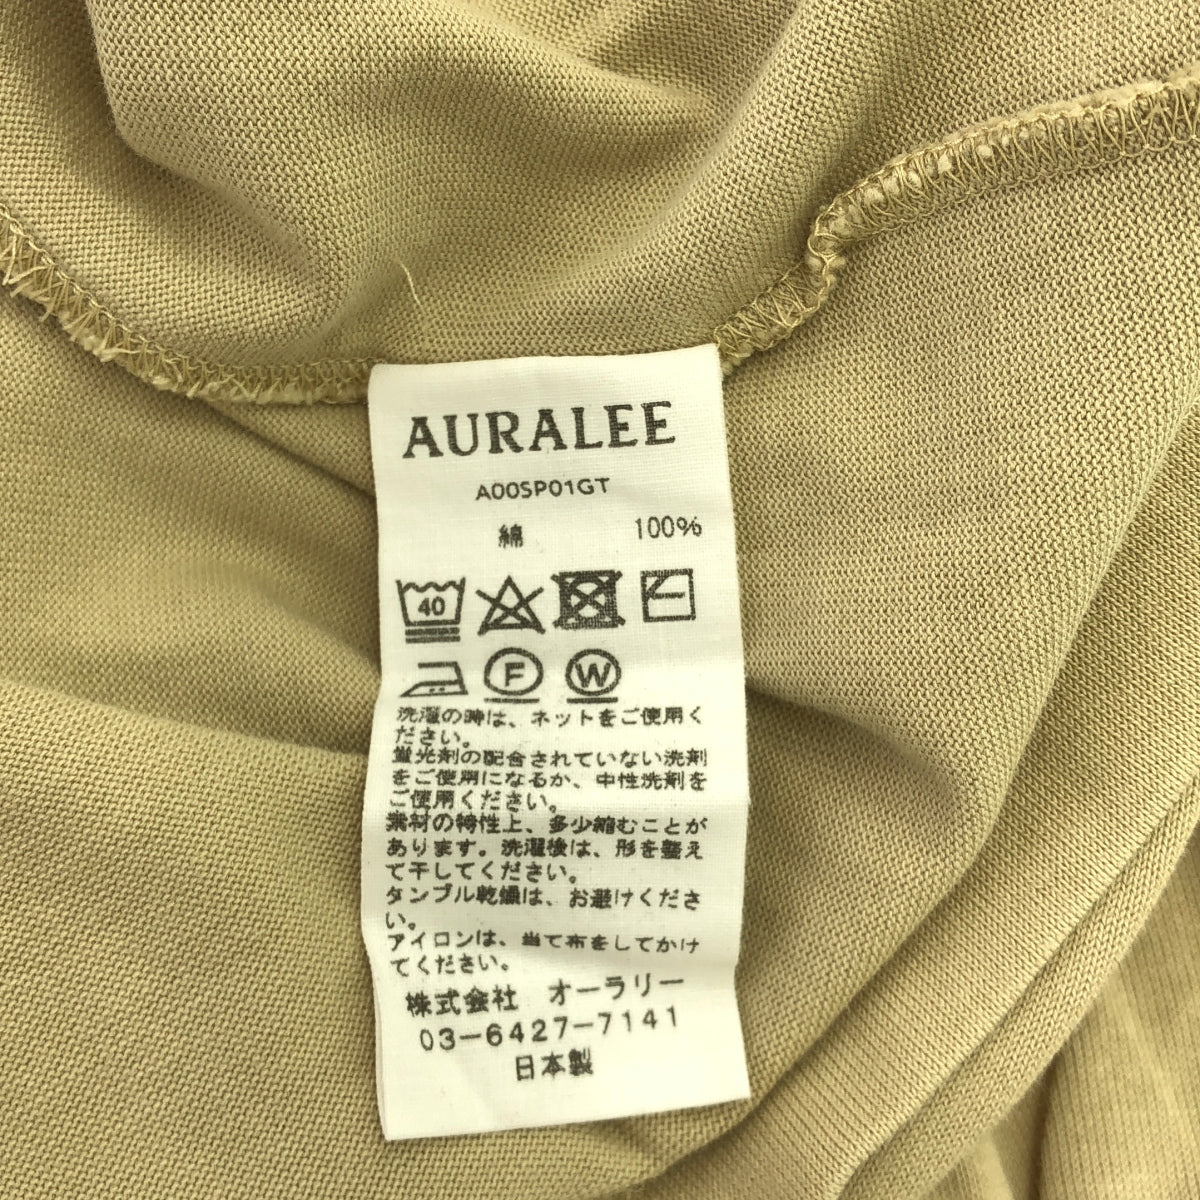 AURALEE
A00SP01GT
綿 100%
40
F W
洗濯の時は、ネットをご使用く
ださい。
蛍光剤の配合されていない洗剤
をご使用になるか、中性洗剤を
ご使用ください。
素材の特性上、多少縮むことが
あります。洗濯後は、形を整え
て干してください。
タンブル乾燥は、お避けくださ
い。
アイロンは、当て布をしてかけ
てください。
株式会社 オーラリー
03-6427-7141
日本製